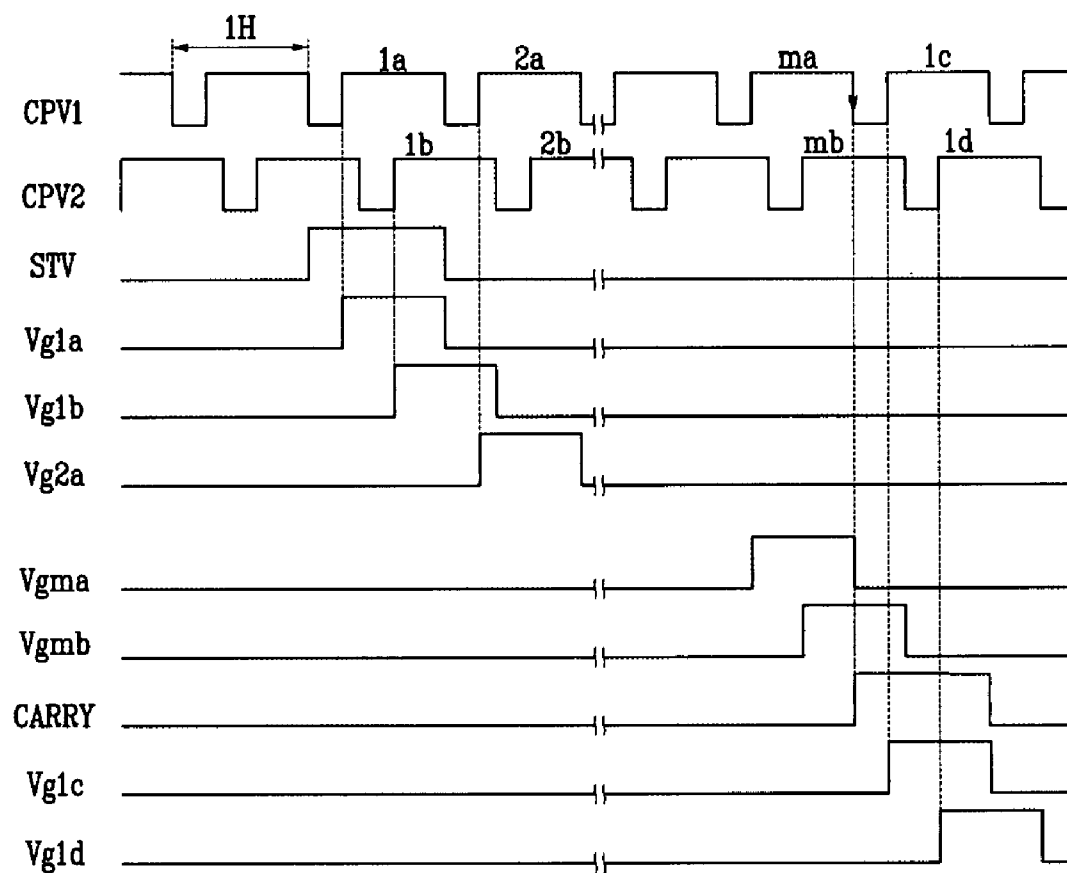 1H
1a 2a ma 1c
CPV1
1b 2b mb 1d
CPV2
STV
Vg1a
Vg1b
Vg2a
Vgma
Vgmb
CARRY
Vg1c
Vg1d